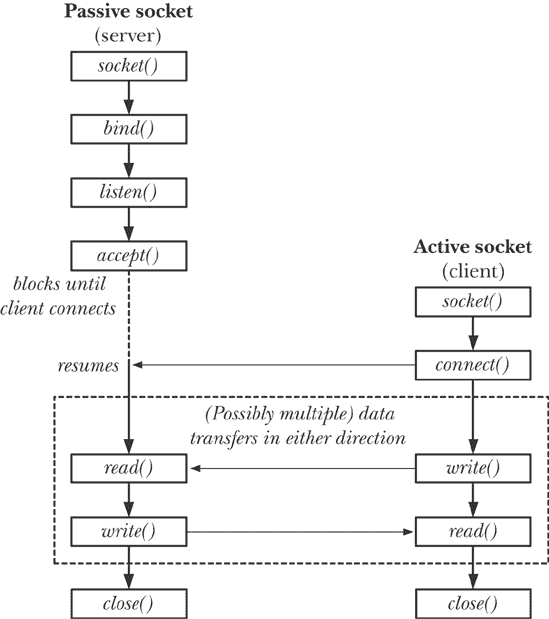 Passive socket
(server)
socket()
bind()
listen()
accept()
blocks until
client connects
resumes
Active socket
(client)
socket()
connect()
(Possibly multiple) data
transfers in either direction
read()
write()
write()
read()
close()
close()